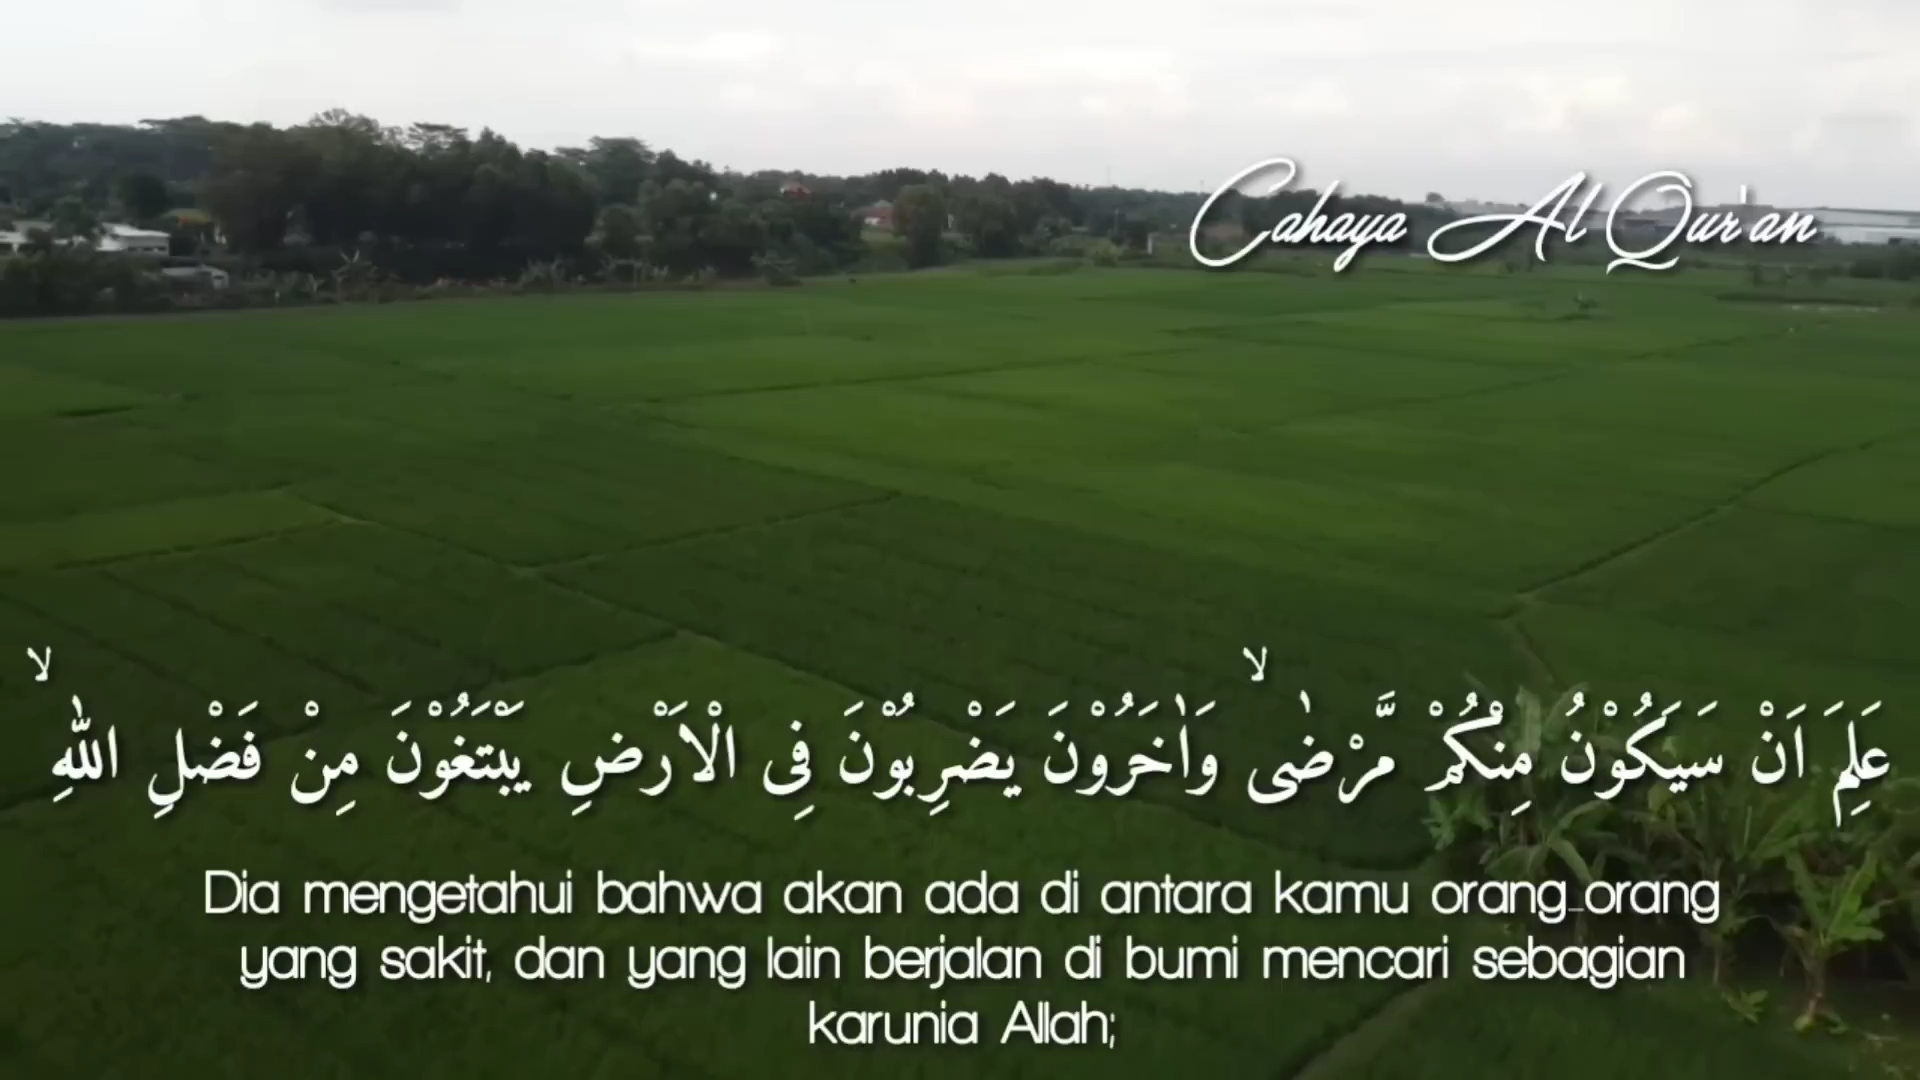 Cahaya Al Qur'an
عَلِمَ اَنْ سَيَكُوْنُ مِنْكُمْ مَّرْضٰىۙ وَاٰخَرُوْنَ يَضْرِبُوْنَ فِى الْاَرْضِ يَبْتَغُوْنَ مِنْ فَضْلِ اللّٰهِۙ
Dia mengetahui bahwa akan ada di antara kamu orang-orang
yang sakit, dan yang lain berjalan di bumi mencari sebagian
karunia Allah;